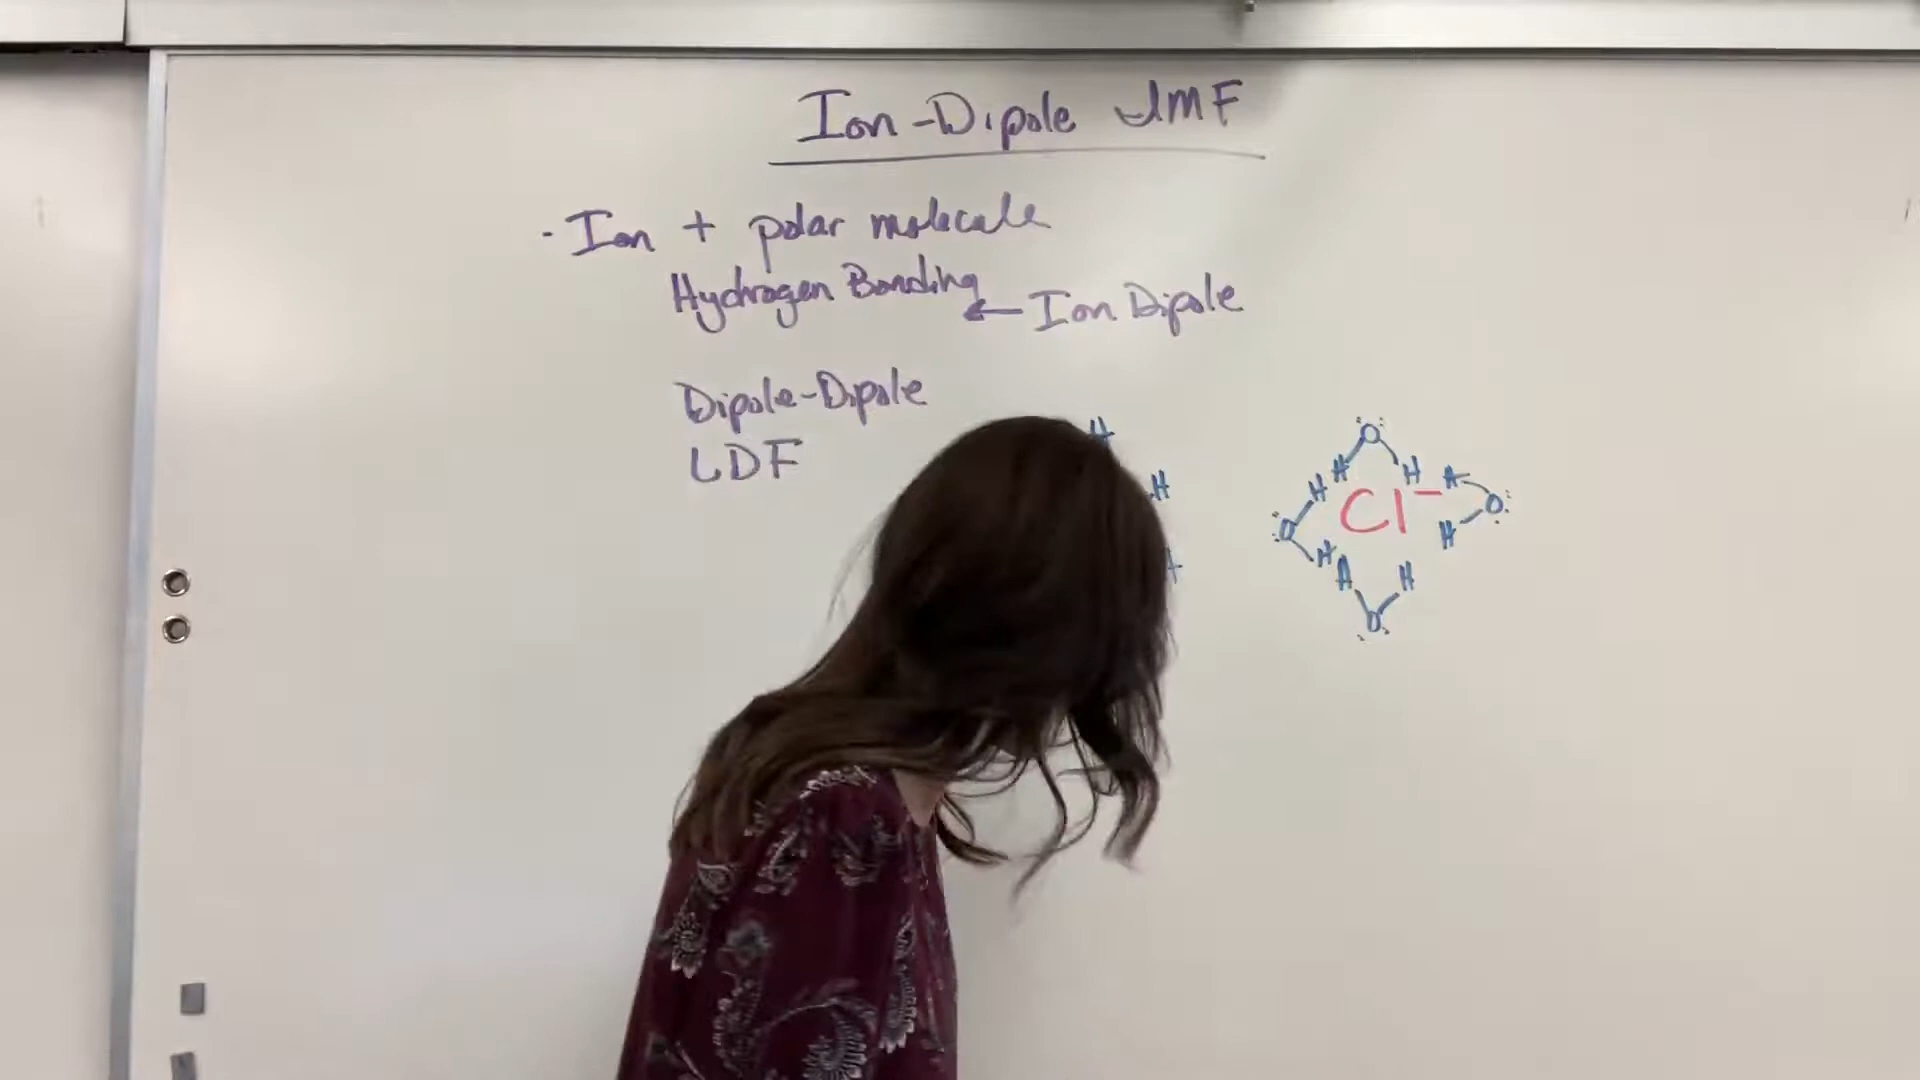 Ion-Dipole IMF
· Ion + polar molecule
Hydrogen Bonding
← Ion Dipole
Dipole-Dipole
LDF
H
H
O
H H
H H
Cl⁻
O O
H H
H H
O